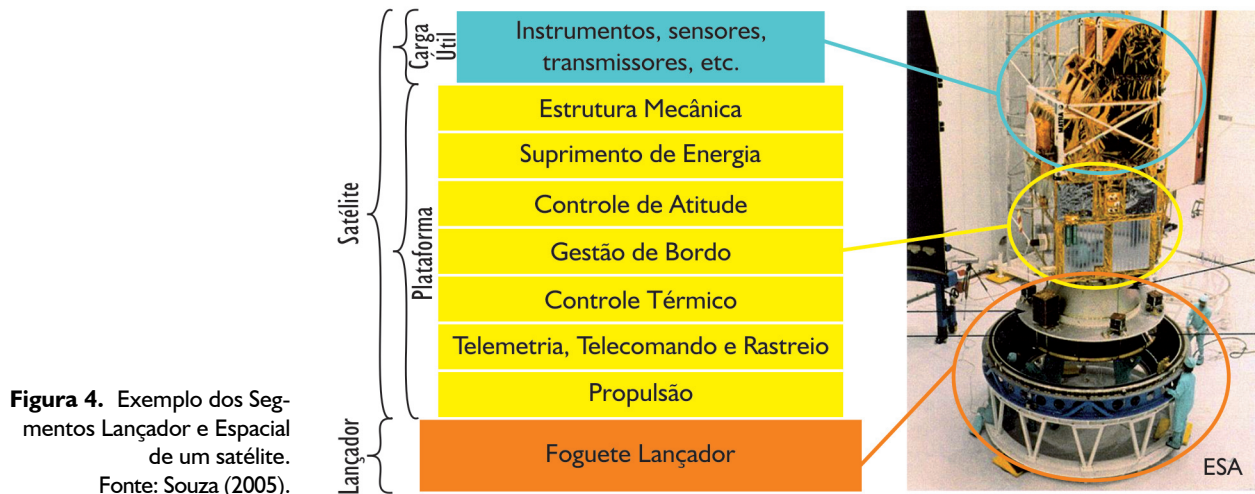 Carga
Útil
Instrumentos, sensores,
transmissores, etc.
Satélite
Plataforma
Estrutura Mecânica
Suprimento de Energia
Controle de Atitude
Gestão de Bordo
Controle Térmico
Telemetria, Telecomando e Rastreio
Propulsão
Lançador
Foguete Lançador
MATRA
ESA
Figura 4. Exemplo dos Seg-
mentos Lançador e Espacial
de um satélite.
Fonte: Souza (2005).